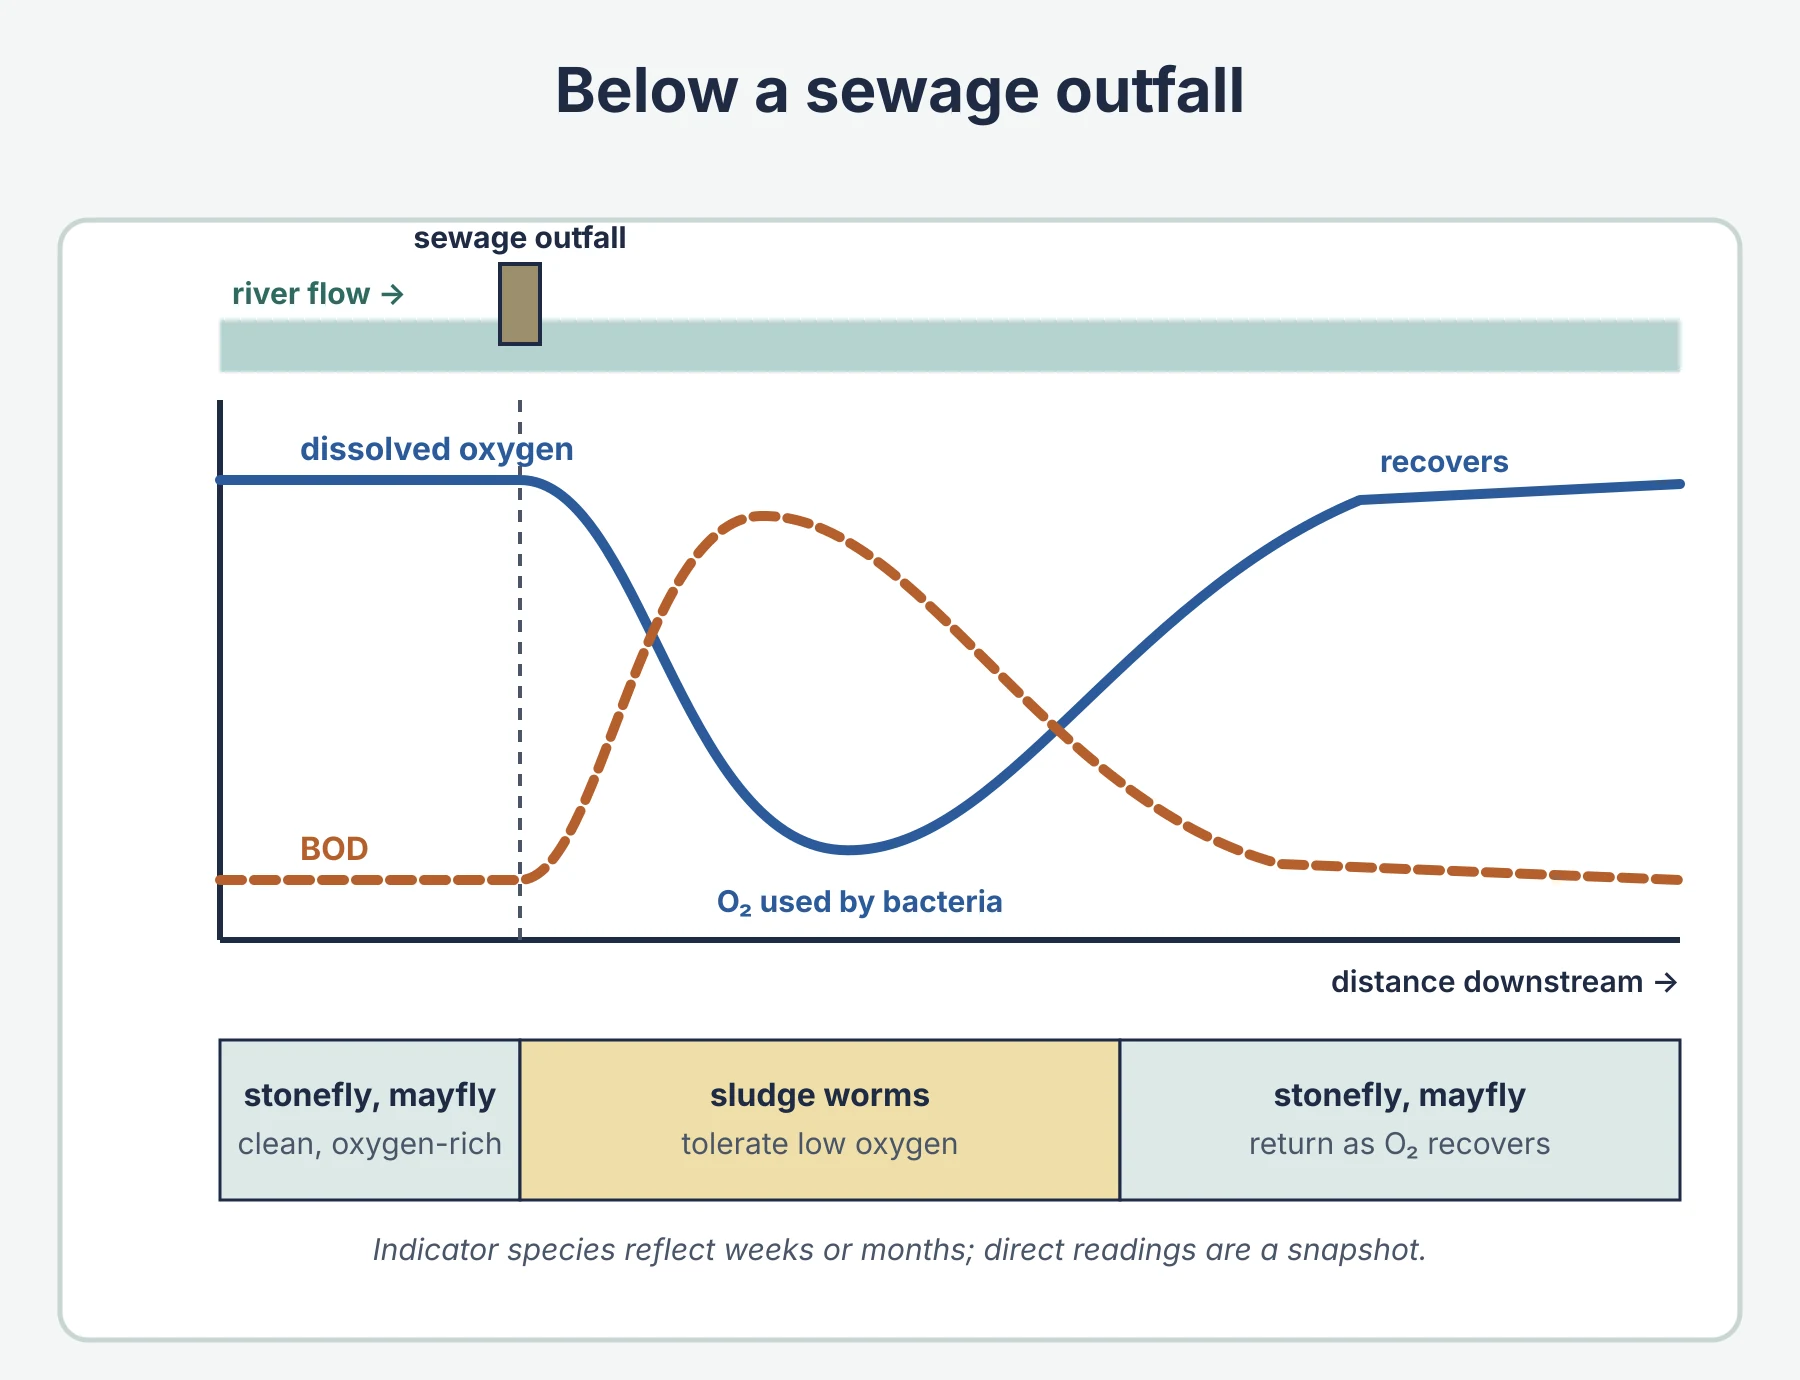 Below a sewage outfall
sewage outfall
river flow →
dissolved oxygen
recovers
BOD
O₂ used by bacteria
distance downstream →
stonefly, mayfly
clean, oxygen-rich
sludge worms
tolerate low oxygen
stonefly, mayfly
return as O₂ recovers
Indicator species reflect weeks or months; direct readings are a snapshot.